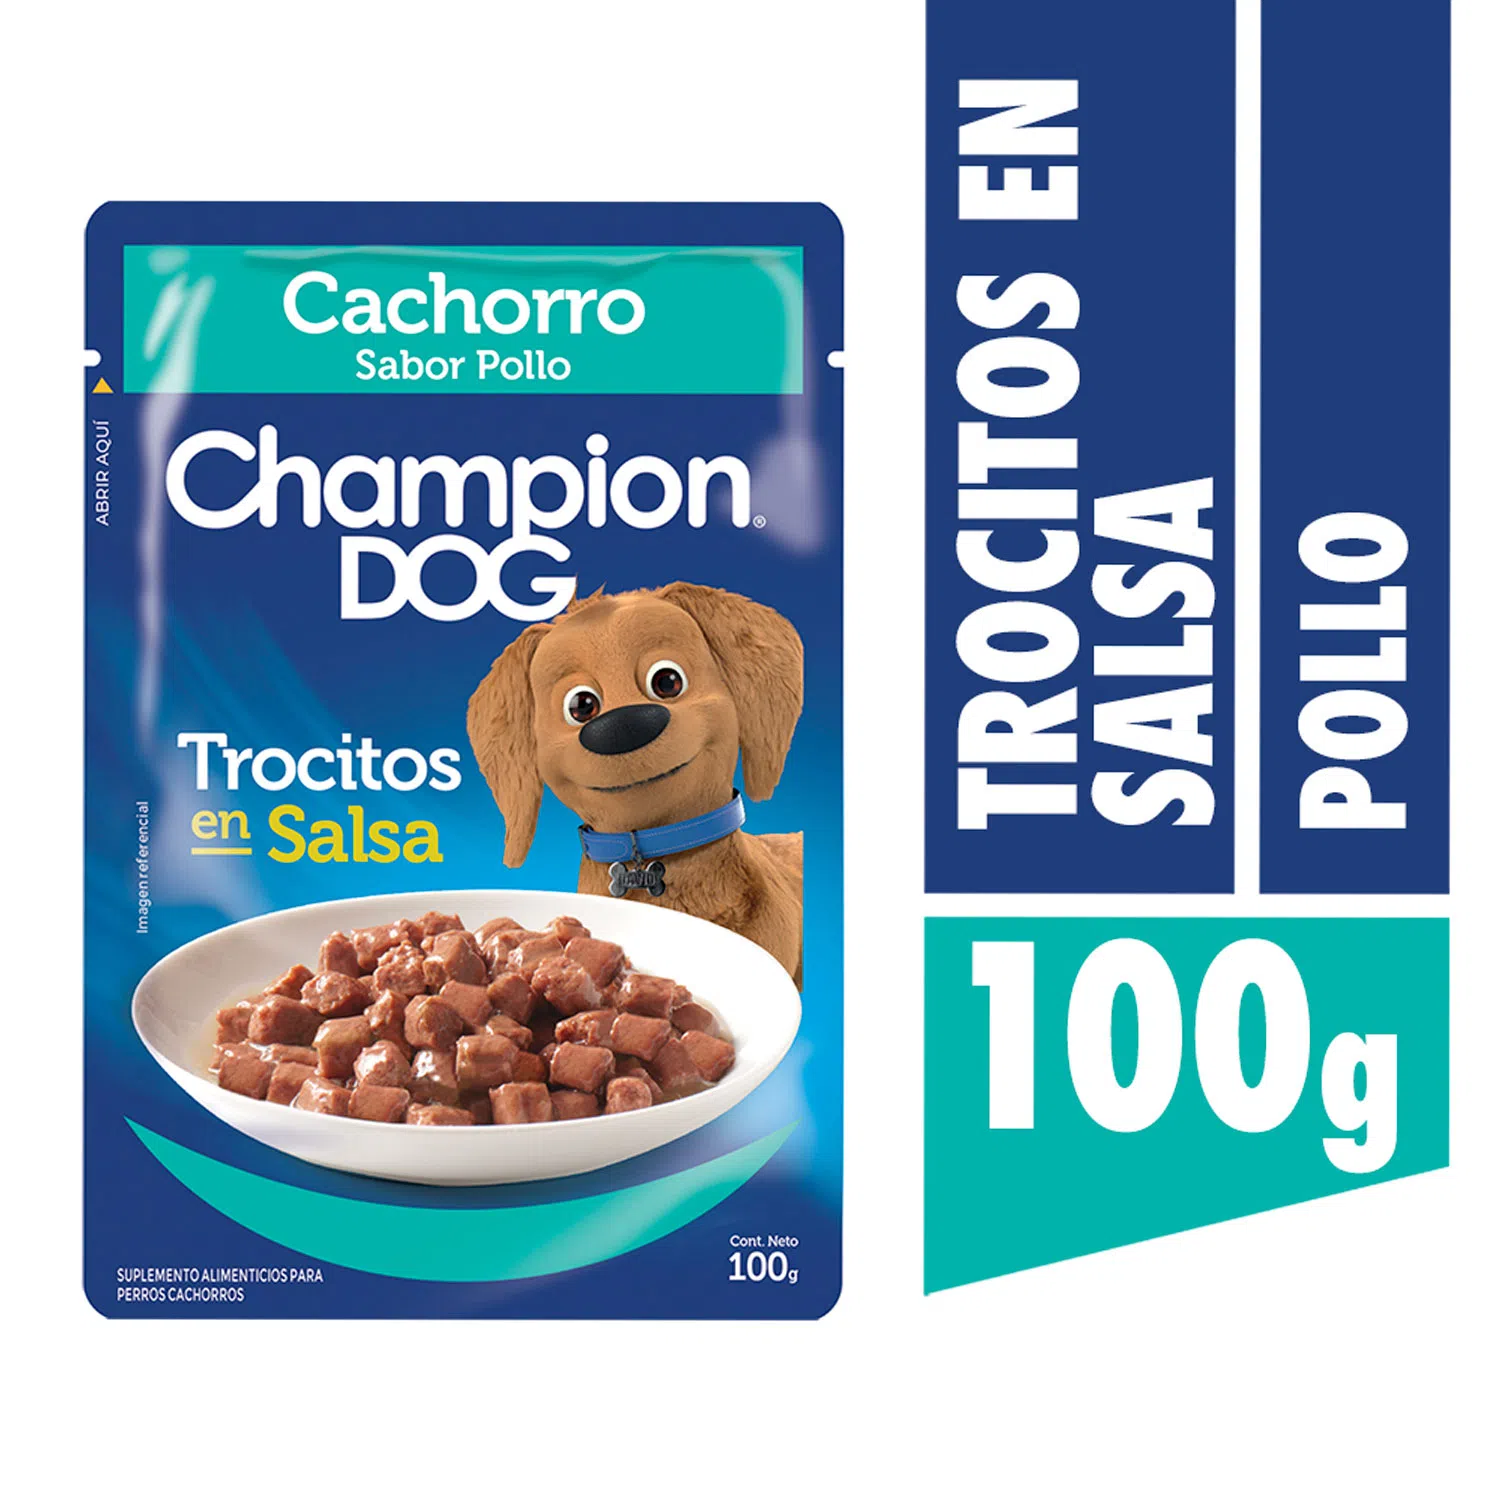 Cachorro
Sabor Pollo
ABRIR AQUÍ
Champion®
DOG
Trocitos
en Salsa
Imagen referencial
Cont. Neto
100g
SUPLEMENTO ALIMENTICIOS PARA
PERROS CACHORROS
TROCITOS EN
SALSA
POLLO
100g